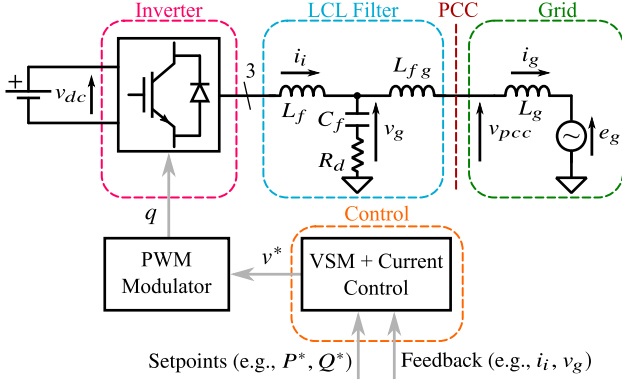 Inverter
LCL Filter
PCC
Grid
+
v_dc
3
i_i
L_f
C_f
R_d
v_g
L_fg
v_pcc
i_g
L_g
~
e_g
q
Control
PWM
Modulator
v*
VSM + Current
Control
Setpoints (e.g., P*, Q*)
Feedback (e.g., i_i, v_g)